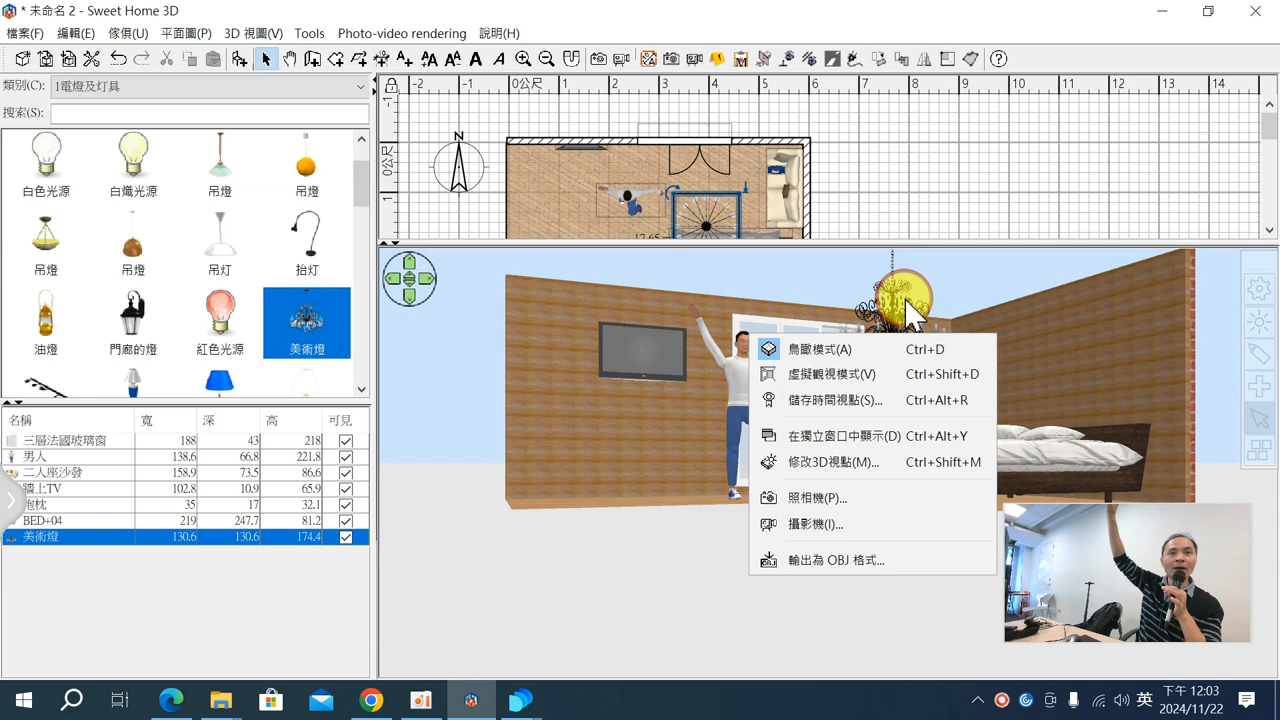 * 未命名 2 - Sweet Home 3D
檔案(F) 編輯(E) 傢俱(U) 平面圖(P) 3D 視圖(V) Tools Photo-video rendering 說明(H)
類別(C): 1電燈及灯具
搜索(S):
白色光源 白熾光源 吊燈 吊燈
吊燈 吊燈 吊灯 抬灯
油燈 門廊的燈 紅色光源 美術燈
-2 -1 0公尺 1 2 3 4 5 6 7 8 9 10 11 12 13 14
-1
0公尺
1
N
名稱 寬 深 高 可見
三層法國玻璃窗 188 43 218
男人 138.6 66.8 221.8
二人座沙發 158.9 73.5 86.6
牆上TV 102.8 10.9 65.9
抱枕 35 17 32.1
BED+04 219 247.7 81.2
美術燈 130.6 130.6 174.4
鳥瞰模式(A) Ctrl+D
虛擬觀視模式(V) Ctrl+Shift+D
儲存時間視點(S)... Ctrl+Alt+R
在獨立窗口中顯示(D) Ctrl+Alt+Y
修改3D視點(M)... Ctrl+Shift+M
照相機(P)...
攝影機(I)...
輸出為 OBJ 格式...
英
下午 12:03
2024/11/22